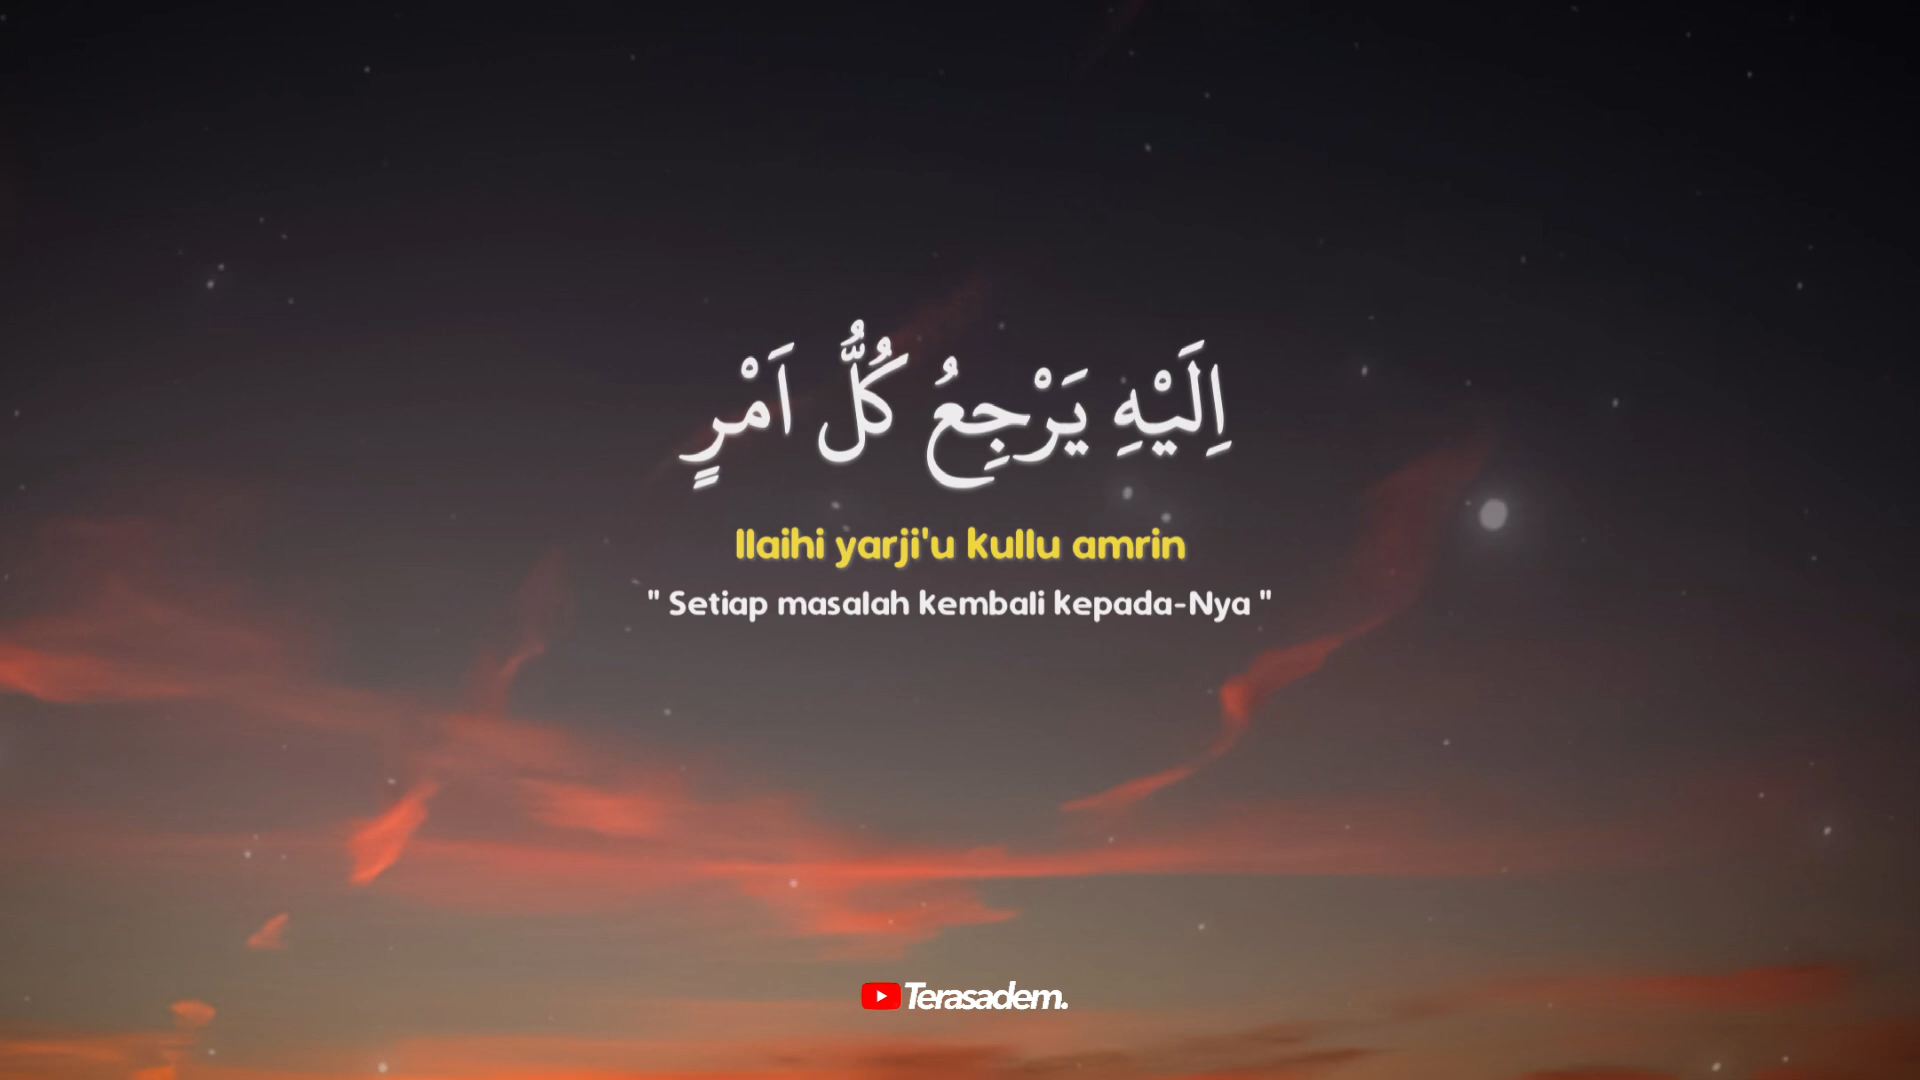 اِلَيْهِ يَرْجِعُ كُلُّ اَمْرٍ
Ilaihi yarji'u kullu amrin
" Setiap masalah kembali kepada-Nya "
Terasadem.